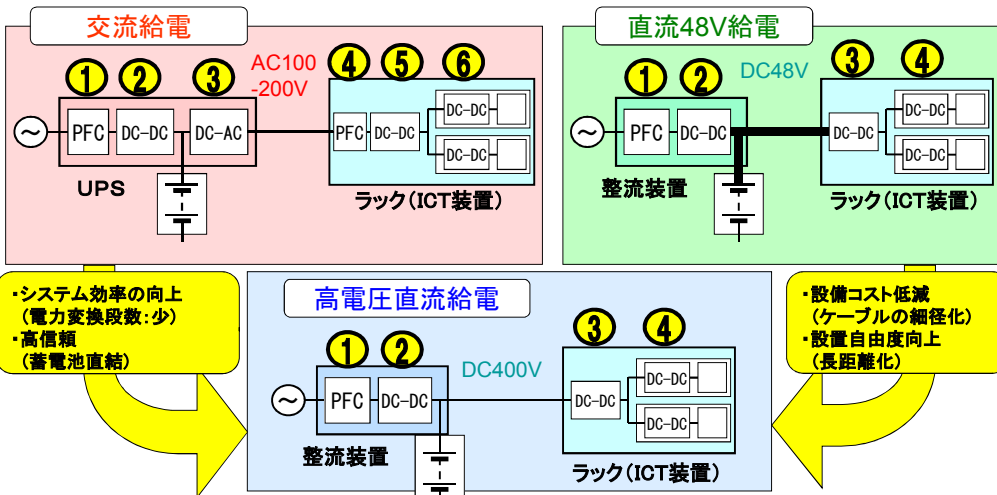 交流給電
① ② ③
AC100
-200V
④ ⑤ ⑥
~
PFC
DC-DC
DC-AC
PFC
DC-DC
DC-DC
DC-DC
UPS
ラック(ICT装置)
直流48V給電
① ②
DC48V
③ ④
~
PFC
DC-DC
DC-DC
DC-DC
DC-DC
整流装置
ラック(ICT装置)
・システム効率の向上
(電力変換段数:少)
・高信頼
(蓄電池直結)
高電圧直流給電
① ②
DC400V
③ ④
~
PFC
DC-DC
DC-DC
DC-DC
DC-DC
整流装置
ラック(ICT装置)
・設備コスト低減
(ケーブルの細径化)
・設置自由度向上
(長距離化)